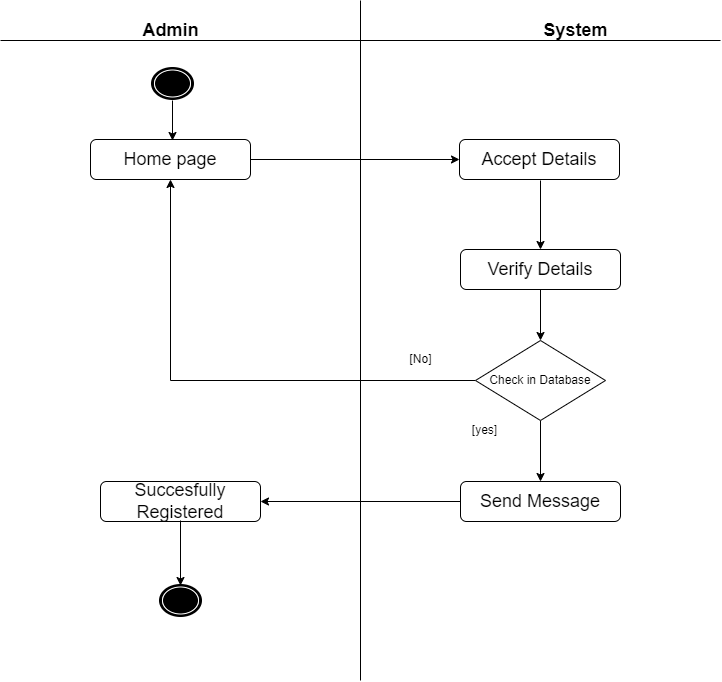 Admin
System
Home page
Accept Details
Verify Details
[No]
Check in Database
[yes]
Succesfully
Registered
Send Message